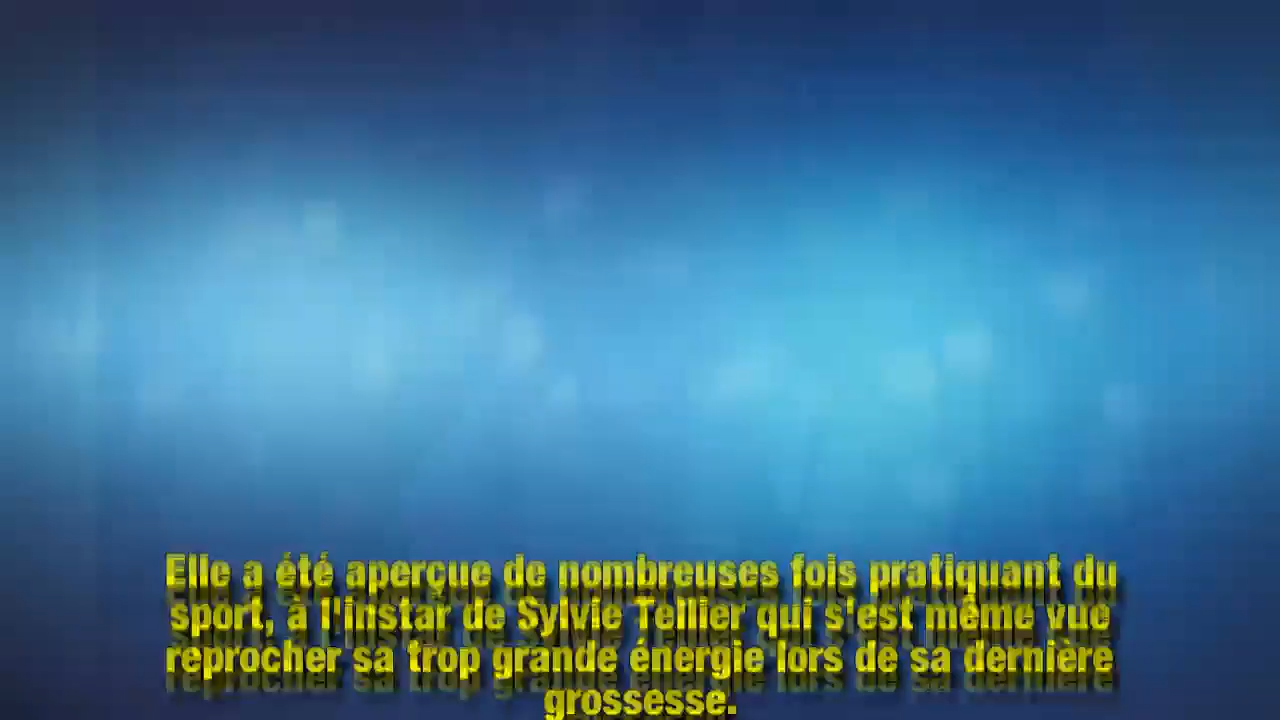 Elle a été aperçue de nombreuses fois pratiquant du
sport, à l'instar de Sylvie Tellier qui s'est même vue
reprocher sa trop grande énergie lors de sa dernière
grossesse.